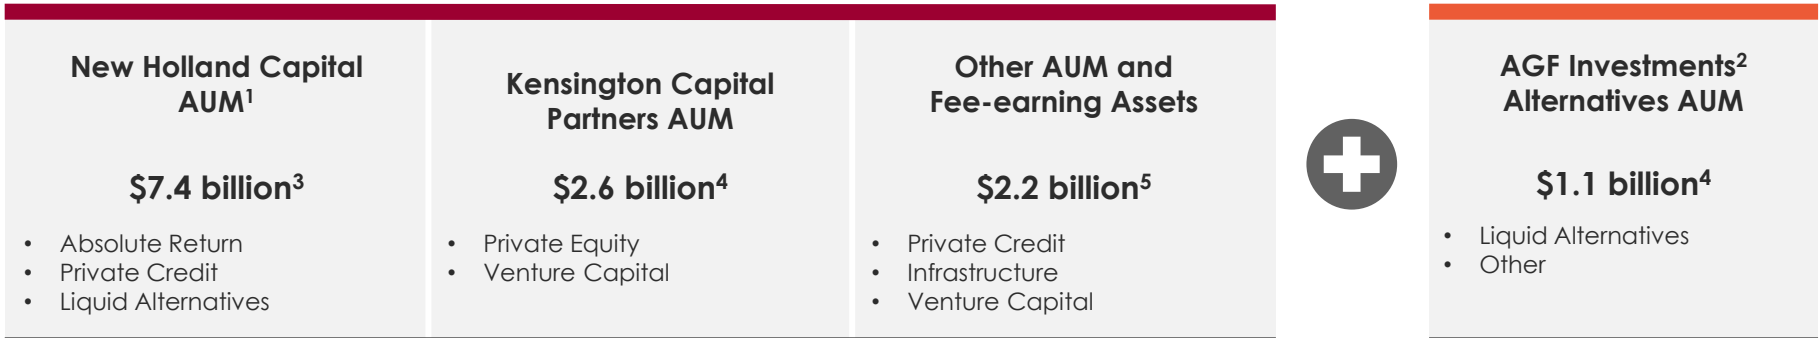 New Holland Capital
AUM¹
$7.4 billion³
• Absolute Return
• Private Credit
• Liquid Alternatives
Kensington Capital
Partners AUM
$2.6 billion⁴
• Private Equity
• Venture Capital
Other AUM and
Fee-earning Assets
$2.2 billion⁵
• Private Credit
• Infrastructure
• Venture Capital
AGF Investments²
Alternatives AUM
$1.1 billion⁴
• Liquid Alternatives
• Other